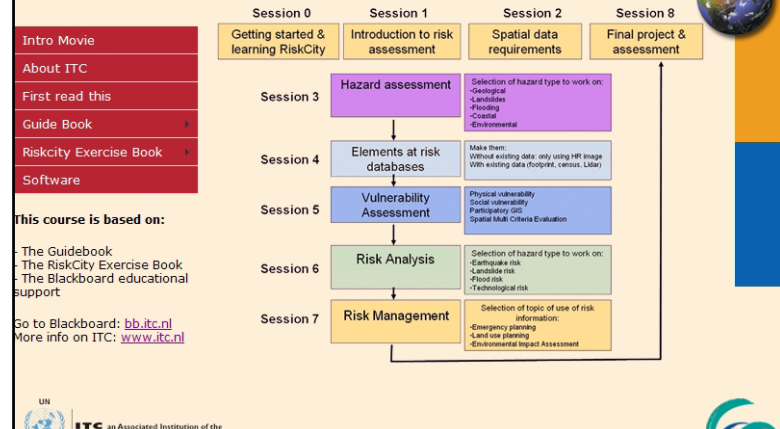 Session 0
Session 1
Session 2
Session 8
Getting started &
learning RiskCity
Introduction to risk
assessment
Spatial data
requirements
Final project &
assessment
Intro Movie
About ITC
First read this
Guide Book
Riskcity Exercise Book
Software
This course is based on:
- The Guidebook
- The RiskCity Exercise Book
- The Blackboard educational
support
Go to Blackboard: bb.itc.nl
More info on ITC: www.itc.nl
Session 3
Hazard assessment
Selection of hazard type to work on:
-Geological
-Landslides
-Flooding
-Coastal
-Environmental
Session 4
Elements at risk
databases
Make them:
Without existing data: only using HR image
With existing data (footprint, census, Lidar)
Session 5
Vulnerability
Assessment
Physical vulnerability
Social vulnerability
Participatory GIS
Spatial Multi Criteria Evaluation
Session 6
Risk Analysis
Selection of hazard type to work on:
-Earthquake risk
-Landslide risk
-Flood risk
-Technological risk
Session 7
Risk Management
Selection of topic of use of risk
information:
-Emergency planning
-Land use planning
-Environmental Impact Assessment
UN
ITC an Associated Institution of the